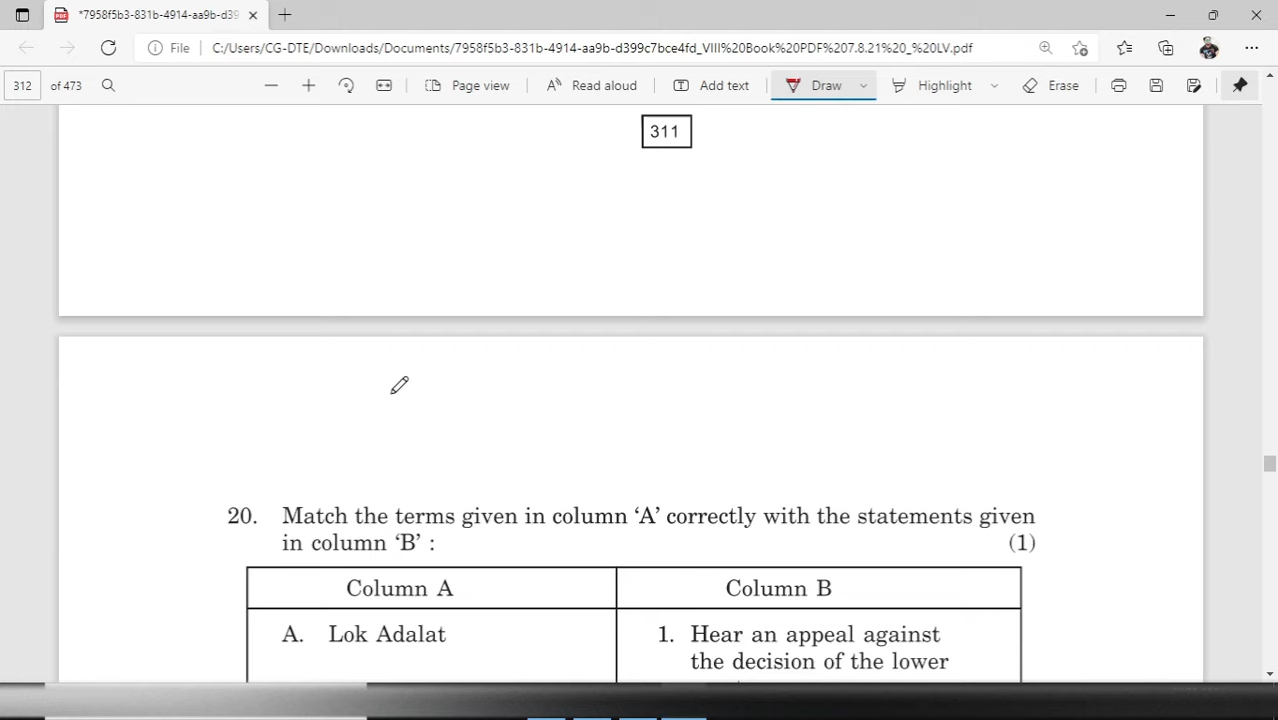 *7958f5b3-831b-4914-aa9b-d39
File
C:/Users/CG-DTE/Downloads/Documents/7958f5b3-831b-4914-aa9b-d399c7bce4fd_VIII%20Book%20PDF%207.8.21%20_%20LV.pdf
312 of 473
Page view
Read aloud
Add text
Draw
Highlight
Erase
311
20. Match the terms given in column ‘A’ correctly with the statements given
in column ‘B’ : (1)
Column A Column B
A. Lok Adalat 1. Hear an appeal against
the decision of the lower